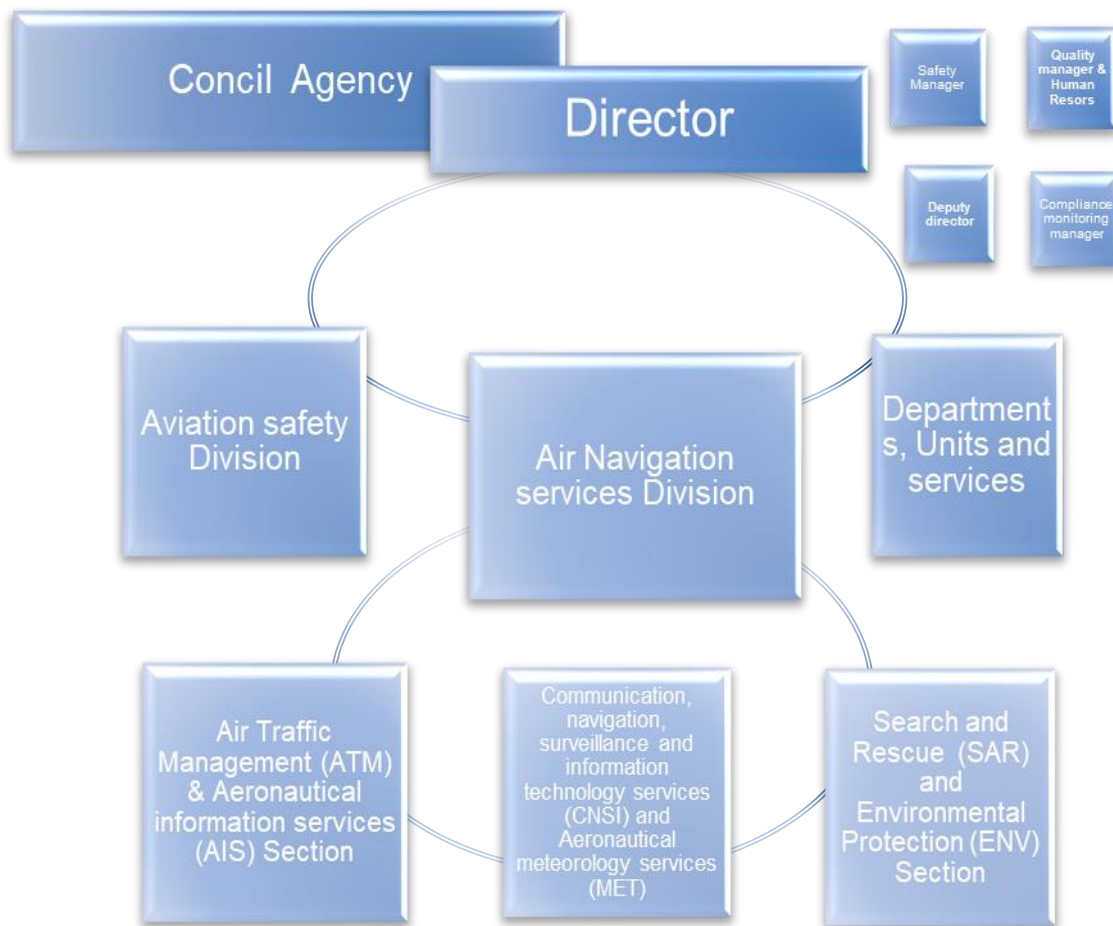 Concil Agency
Director
Safety
Manager
Quality
manager &
Human
Resors
Deputy
director
Compliance
monitoring
manager
Aviation safety
Division
Air Navigation
services Division
Department
s, Units and
services
Air Traffic
Management (ATM)
& Aeronautical
information services
(AIS) Section
Communication,
navigation,
surveillance and
information
technology services
(CNSI) and
Aeronautical
meteorology services
(MET)
Search and
Rescue (SAR)
and
Environmental
Protection (ENV)
Section